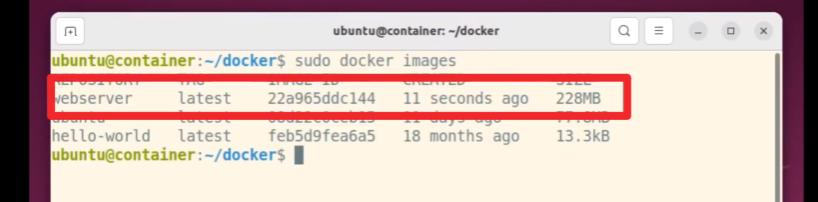 ubuntu@container: ~/docker
ubuntu@container:~/docker$ sudo docker images
REPOSITORY TAG IMAGE ID CREATED SIZE
webserver latest 22a965ddc144 11 seconds ago 228MB
ubuntu latest 11 days ago 77.8MB
hello-world latest feb5d9fea6a5 18 months ago 13.3kB
ubuntu@container:~/docker$